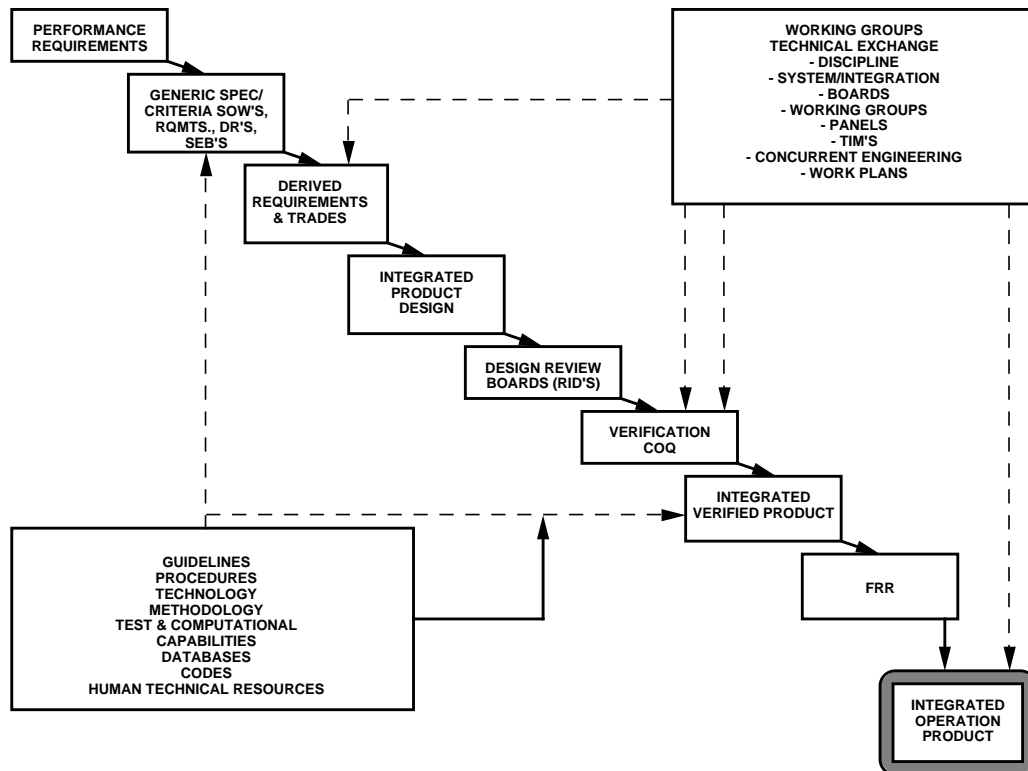 PERFORMANCE
REQUIREMENTS
WORKING GROUPS
TECHNICAL EXCHANGE
- DISCIPLINE
- SYSTEM/INTEGRATION
- BOARDS
- WORKING GROUPS
- PANELS
- TIM'S
- CONCURRENT ENGINEERING
- WORK PLANS
GENERIC SPEC/
CRITERIA SOW'S,
RQMTS., DR'S,
SEB'S
DERIVED
REQUIREMENTS
& TRADES
INTEGRATED
PRODUCT
DESIGN
DESIGN REVIEW
BOARDS (RID'S)
VERIFICATION
COQ
INTEGRATED
VERIFIED PRODUCT
GUIDELINES
PROCEDURES
TECHNOLOGY
METHODOLOGY
TEST & COMPUTATIONAL
CAPABILITIES
DATABASES
CODES
HUMAN TECHNICAL RESOURCES
FRR
INTEGRATED
OPERATION
PRODUCT